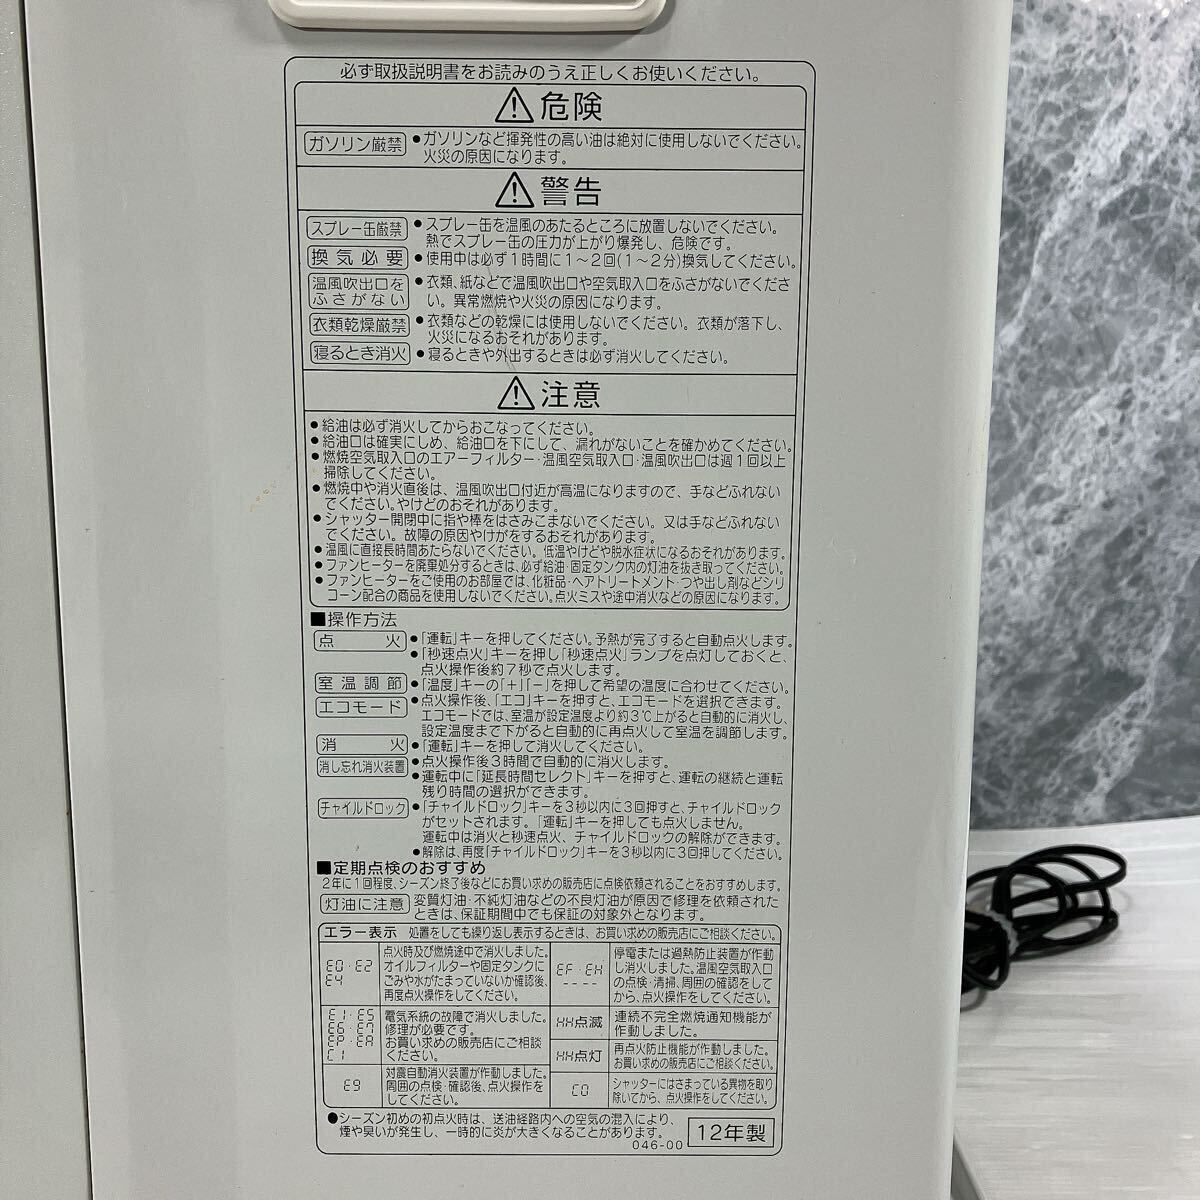 必ず取扱説明書をお読みのうえ正しくお使いください。
⚠危険
ガソリン厳禁
●ガソリンなど揮発性の高い油は絶対に使用しないでください。
火災の原因になります。
⚠警告
スプレー缶厳禁
●スプレー缶を温風のあたるところに放置しないでください。
熱でスプレー缶の圧力が上がり爆発し、危険です。
換気必要
●使用中は必ず1時間に1〜2回(1〜2分)換気してください。
温風吹出口を
ふさがない
●衣類、紙などで温風吹出口や空気取入口をふさがないでくださ
い。異常燃焼や火災の原因になります。
衣類乾燥厳禁
●衣類などの乾燥には使用しないでください。衣類が落下し、
火災になるおそれがあります。
寝るとき消火
●寝るときや外出するときは必ず消火してください。
⚠注意
●給油は必ず消火してからおこなってください。
●給油口は確実にしめ、給油口を下にして、漏れがないことを確かめてください。
●燃焼空気取入口のエアーフィルター・温風空気取入口・温風吹出口は週1回以上
掃除してください。
●燃焼中や消火直後は、温風吹出口付近が高温になりますので、手などふれない
でください。やけどのおそれがあります。
●シャッター開閉中に指や棒をはさみこまないでください。又は手などふれない
でください。故障の原因やけがをするおそれがあります。
●温風に直接長時間あたらないでください。低温やけどや脱水症状になるおそれがあります。
●ファンヒーターを廃棄処分するときは、必ず給油・固定タンク内の灯油を抜き取ってください。
●ファンヒーターをご使用のお部屋では、化粧品・ヘアトリートメント・つや出し剤などシリ
コーン配合の商品を使用しないでください。点火ミスや途中消火などの原因になります。
■操作方法
点火
●「運転」キーを押してください。予熱が完了すると自動点火します。
●「秒速点火」キーを押し「秒速点火」ランプを点灯しておくと、
点火操作後約7秒で点火します。
室温調節
●「温度」キーの「＋」「－」を押して希望の温度に合わせてください。
エコモード
●点火操作後、「エコ」キーを押すと、エコモードを選択できます。
エコモードでは、室温が設定温度より約3℃上がると自動的に消火し、
設定温度まで下がると自動的に再点火して室温を調節します。
消火
●「運転」キーを押して消火してください。
消し忘れ消火装置
●点火操作後3時間で自動的に消火します。
●運転中に「延長時間セレクト」キーを押すと、運転の継続と運転
残り時間の選択ができます。
チャイルドロック
●「チャイルドロック」キーを3秒以内に3回押すと、チャイルドロック
がセットされます。「運転」キーを押しても点火しません。
運転中は消火と秒速点火、チャイルドロックの解除ができます。
●解除は、再度「チャイルドロック」キーを3秒以内に3回押してください。
■定期点検のおすすめ
2年に1回程度、シーズン終了後などにお買い求めの販売店に点検依頼されることをおすすめします。
灯油に注意
変質灯油・不純灯油などの不良灯油が原因で修理を依頼された
ときは、保証期間中でも保証の対象外となります。
エラー表示 処置をしても繰り返し表示するときは、お買い求めの販売店にご相談ください。
E0・E2
E4
点火時及び燃焼途中で消火しました。
オイルフィルターや固定タンクに
ごみや水がたまっていないか確認後、
再度点火操作をしてください。
E1・E5
E6・E7
EP・EA
C1
電気系統の故障で消火しました。
修理が必要です。
お買い求めの販売店にご相談
ください。
E9
対震自動消火装置が作動しました。
周囲の点検・確認後、点火操作を
してください。
EF・EH
----
停電または過熱防止装置が作動
し消火しました。温風空気取入口
の点検・清掃、周囲の確認をして
から、点火操作をしてください。
HH点滅
連続不完全燃焼通知機能が
作動しました。
HH点灯
再点火防止機能が作動しました。
お買い求めの販売店にご相談ください。
C0
シャッターにはさまっている異物を取り
除いてから、点火操作をしてください。
●シーズン初めの初点火時は、送油経路内への空気の混入により、
煙や臭いが発生し、一時的に炎が大きくなることがあります。
046-00
12年製